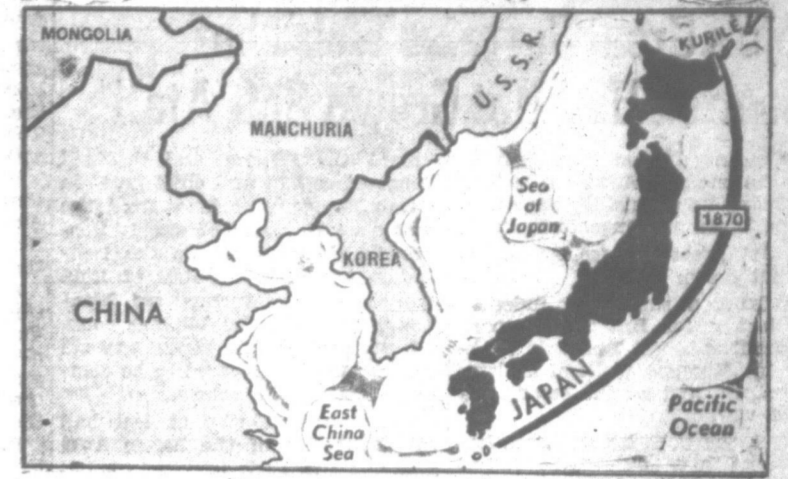 MONGOLIA
KURILE
U.S.S.R.
MANCHURIA
Sea
of
Japan
1870
KOREA
CHINA
JAPAN
East
China
Sea
Pacific
Ocean